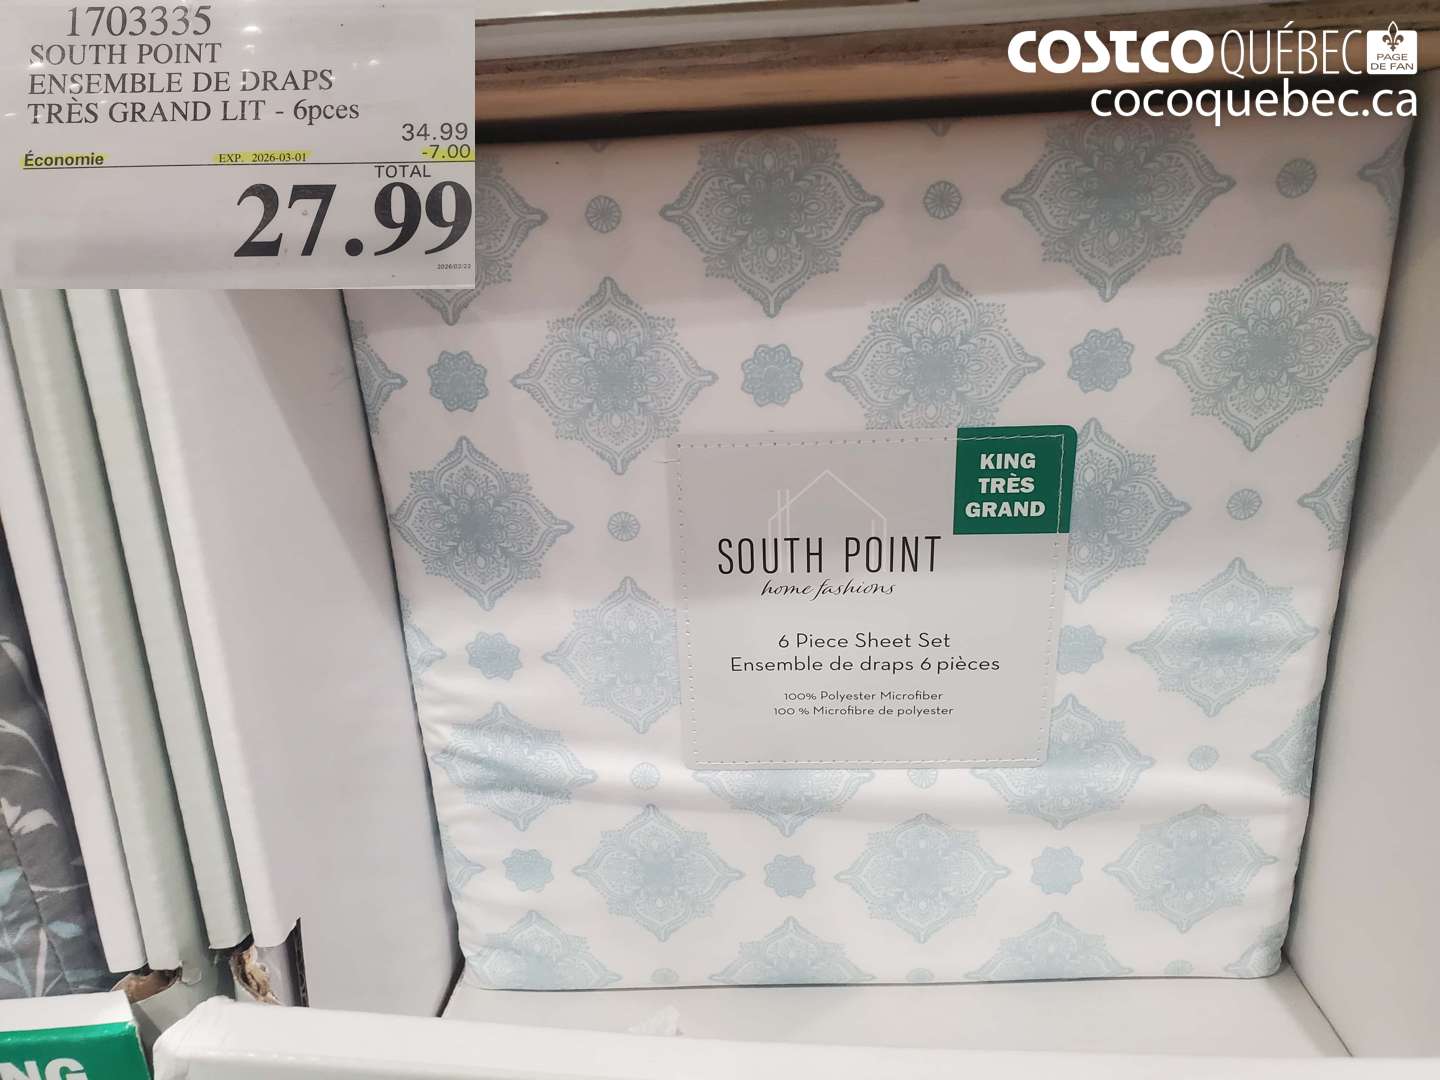 1703335
SOUTH POINT
ENSEMBLE DE DRAPS
TRÈS GRAND LIT - 6pces
34.99
Économie EXP. 2026-03-01 -7.00
TOTAL
27.99
COSTCO QUÉBEC PAGE DE FAN
cocoquebec.ca
KING
TRÈS
GRAND
SOUTH POINT
home fashions
6 Piece Sheet Set
Ensemble de draps 6 pièces
100% Polyester Microfiber
100 % Microfibre de polyester
NG